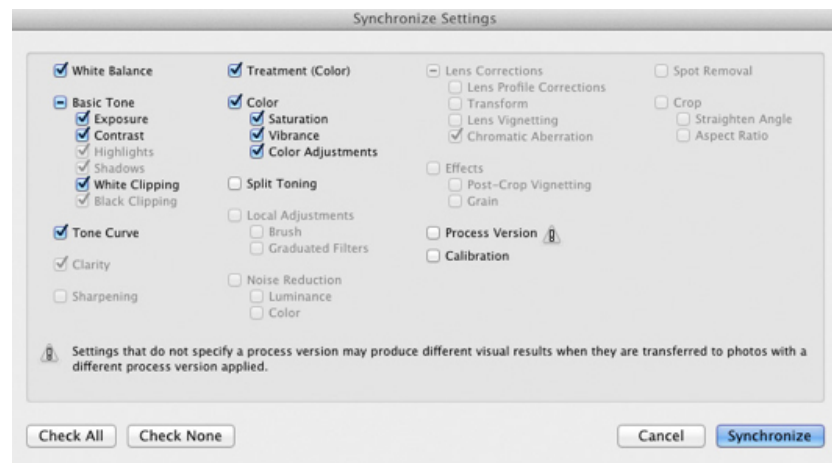 Synchronize Settings
White Balance
Basic Tone
Exposure
Contrast
Highlights
Shadows
White Clipping
Black Clipping
Tone Curve
Clarity
Sharpening
Treatment (Color)
Color
Saturation
Vibrance
Color Adjustments
Split Toning
Local Adjustments
Brush
Graduated Filters
Noise Reduction
Luminance
Color
Lens Corrections
Lens Profile Corrections
Transform
Lens Vignetting
Chromatic Aberration
Effects
Post-Crop Vignetting
Grain
Process Version
Calibration
Spot Removal
Crop
Straighten Angle
Aspect Ratio
Settings that do not specify a process version may produce different visual results when they are transferred to photos with a
different process version applied.
Check All
Check None
Cancel
Synchronize